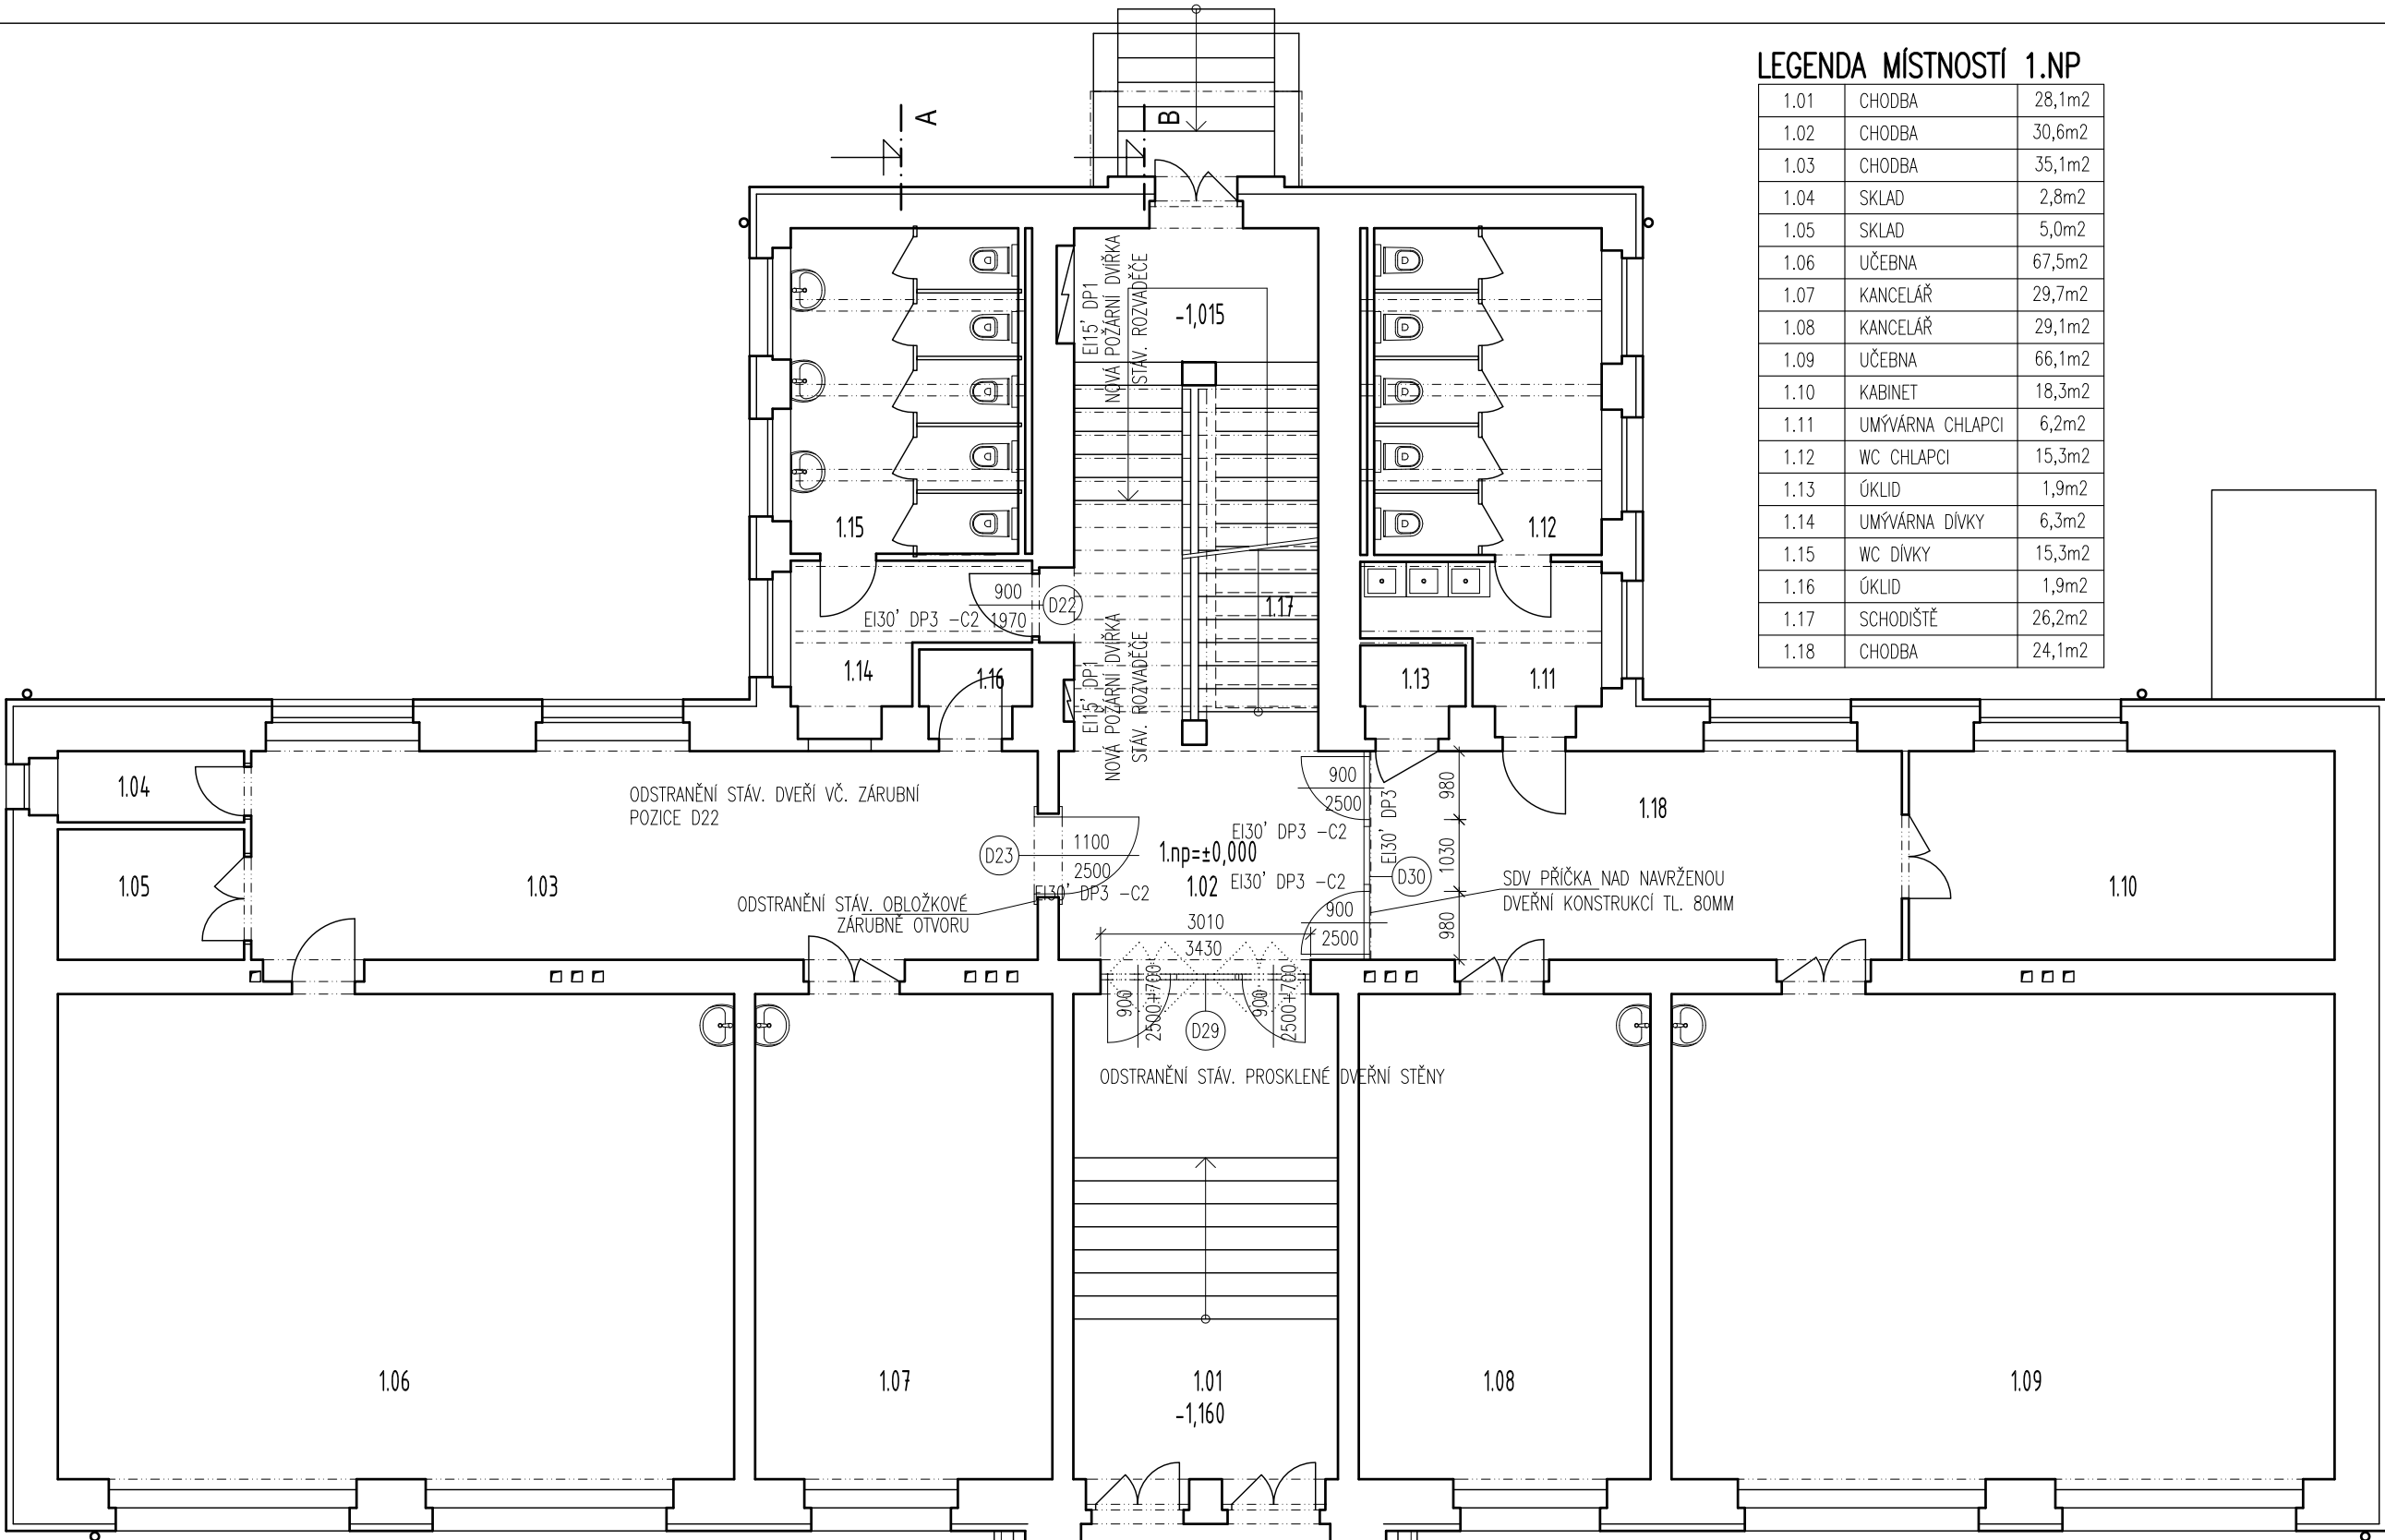 LEGENDA MÍSTNOSTÍ 1.NP
1.01 CHODBA 28,1m2
1.02 CHODBA 30,6m2
1.03 CHODBA 35,1m2
1.04 SKLAD 2,8m2
1.05 SKLAD 5,0m2
1.06 UČEBNA 67,5m2
1.07 KANCELÁŘ 29,7m2
1.08 KANCELÁŘ 29,1m2
1.09 UČEBNA 66,1m2
1.10 KABINET 18,3m2
1.11 UMÝVÁRNA CHLAPCI 6,2m2
1.12 WC CHLAPCI 15,3m2
1.13 ÚKLID 1,9m2
1.14 UMÝVÁRNA DÍVKY 6,3m2
1.15 WC DÍVKY 15,3m2
1.16 ÚKLID 1,9m2
1.17 SCHODIŠTĚ 26,2m2
1.18 CHODBA 24,1m2
A
B
EI15' DP1
NOVÁ POŽÁRNÍ DVÍŘKA
STÁV. ROZVADĚČE
-1,015
1.15
1.12
900
D22
EI30' DP3 -C2 1970
1.17
1.14
1.16
EI15' DP1
NOVÁ POŽÁRNÍ DVÍŘKA
STÁV. ROZVADĚČE
1.13
1.11
1.04
ODSTRANĚNÍ STÁV. DVEŘÍ VČ. ZÁRUBNÍ
POZICE D22
900
2500
EI30' DP3 -C2
EI30' DP3
980
1030
980
1.18
D23
1100
2500
EI30' DP3 -C2
1.np=±0,000
1.02
EI30' DP3 -C2
D30
1.05
1.03
ODSTRANĚNÍ STÁV. OBLOŽKOVÉ
ZÁRUBNĚ OTVORU
SDV PŘÍČKA NAD NAVRŽENOU
DVEŘNÍ KONSTRUKCÍ TL. 80MM
1.10
900
2500
3010
3430
900
2500+700
900
2500+700
D29
ODSTRANĚNÍ STÁV. PROSKLENÉ DVEŘNÍ STĚNY
1.06
1.07
1.01
-1,160
1.08
1.09